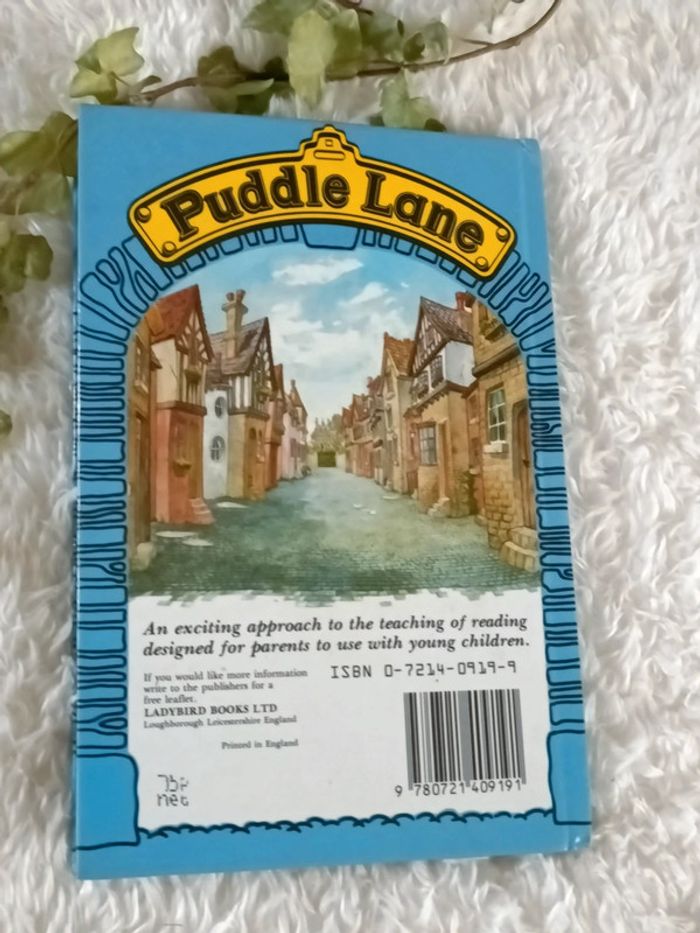 Puddle Lane
An exciting approach to the teaching of reading
designed for parents to use with young children.
If you would like more information
write to the publishers for a
free leaflet.
LADYBIRD BOOKS LTD
Loughborough Leicestershire England
Printed in England
ISBN 0-7214-0919-9
9 780721 409191
net